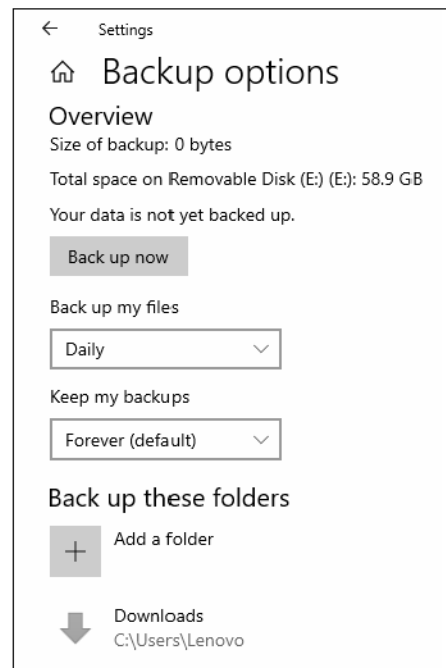 Settings
Backup options
Overview
Size of backup: 0 bytes
Total space on Removable Disk (E:) (E:): 58.9 GB
Your data is not yet backed up.
Back up now
Back up my files
Daily
Keep my backups
Forever (default)
Back up these folders
Add a folder
Downloads
C:\Users\Lenovo